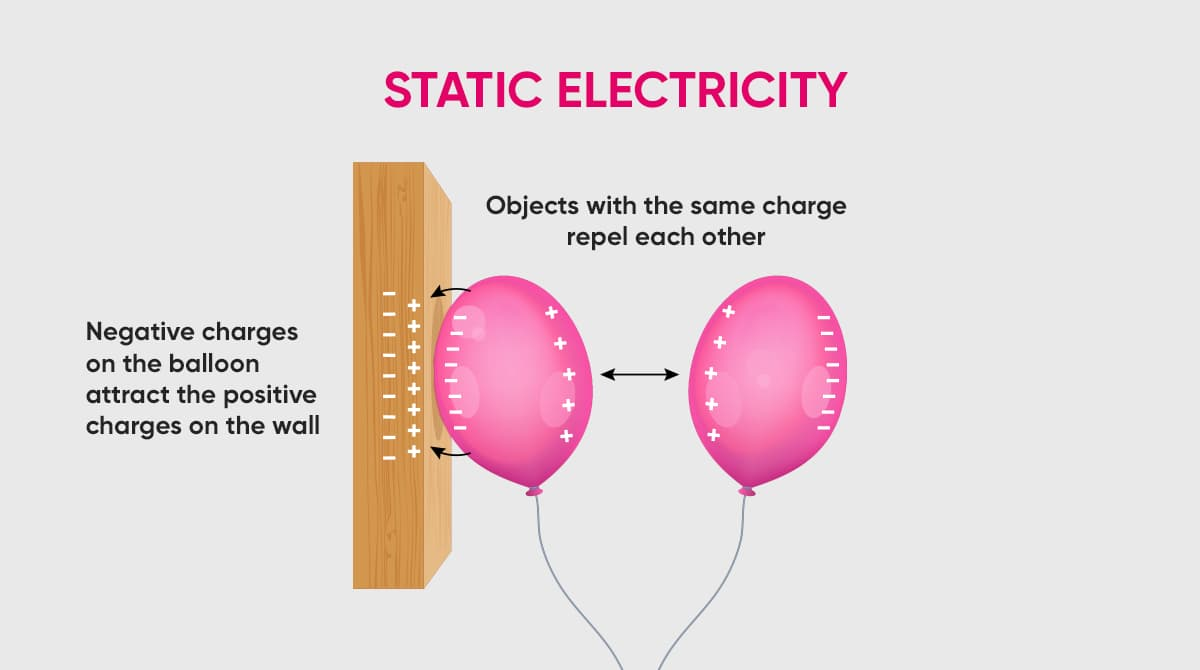 STATIC ELECTRICITY
Objects with the same charge
repel each other
Negative charges
on the balloon
attract the positive
charges on the wall